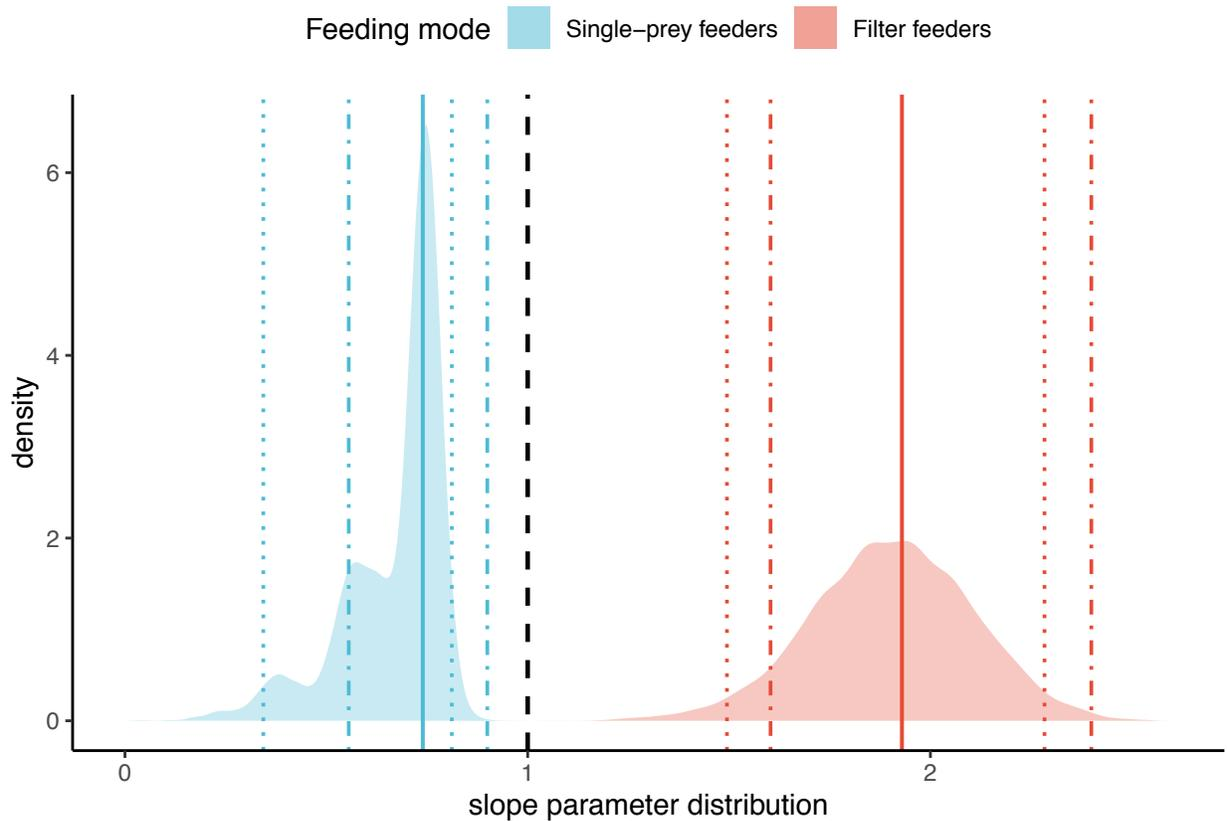 Feeding mode Single−prey feeders Filter feeders
6
4
2
0
density
0 1 2
slope parameter distribution